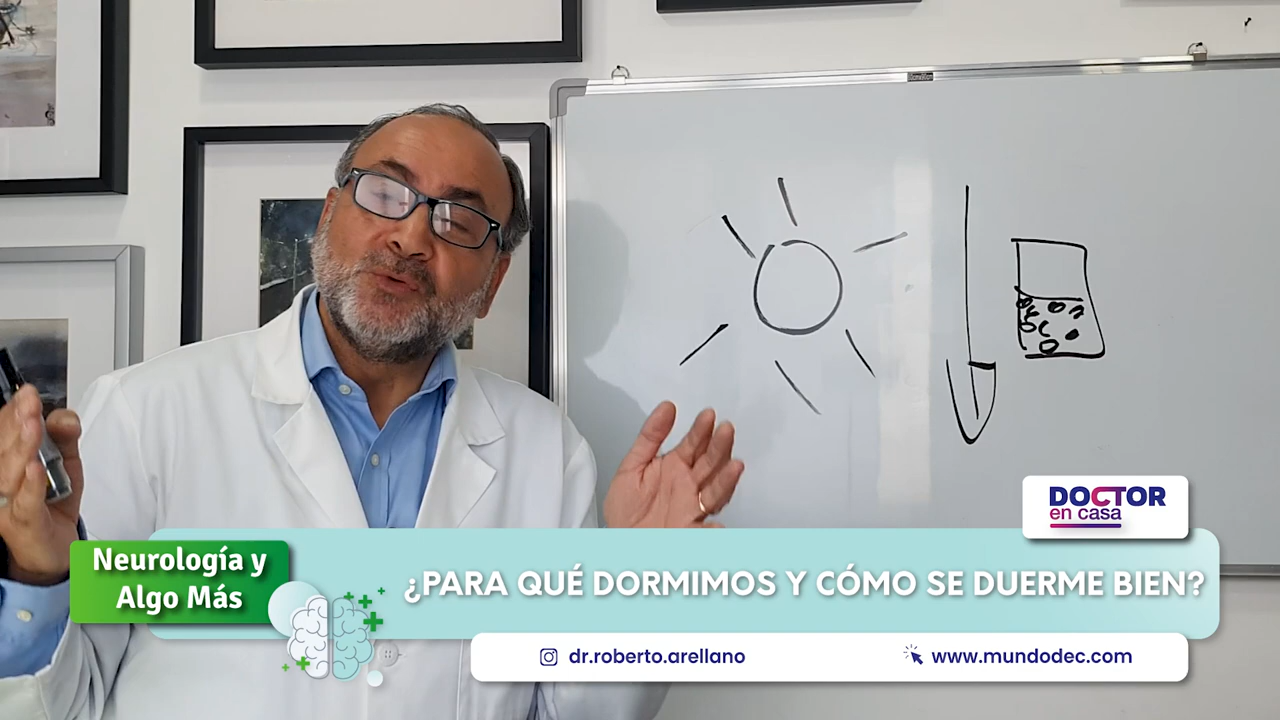 DOCTOR
en casa
Neurología y
Algo Más
¿PARA QUÉ DORMIMOS Y CÓMO SE DUERME BIEN?
dr.roberto.arellano
www.mundodec.com